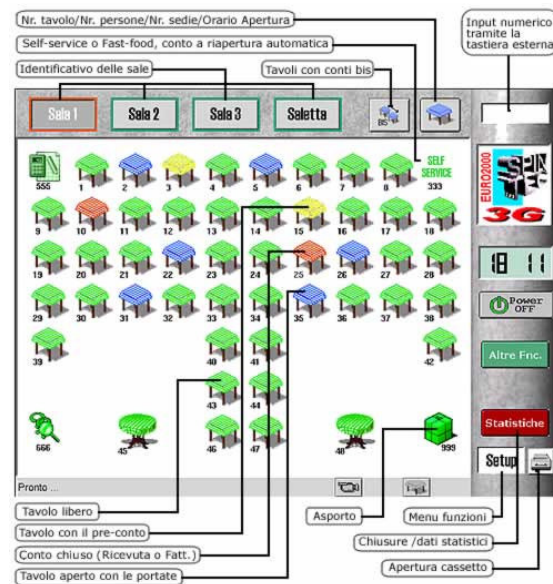 Nr. tavolo/Nr. persone/Nr. sedie/Orario Apertura
Self-service o Fast-food, conto a riapertura automatica
Identificativo delle sale
Tavoli con conti bis
Input numerico
tramite la
tastiera esterna
Sala 1
Sala 2
Sala 3
Saletta
BIS
555
1
2
3
4
5
6
7
8
SELF
SERVICE
333
9
10
11
12
13
14
15
16
17
18
19
20
21
22
23
24
25
26
27
28
29
30
31
32
33
34
35
36
37
38
39
40
41
42
43
44
666
45
46
47
48
999
EURO2000
SPIN
TEC
3G
18 11
Power
OFF
Altre Fnc.
Statistiche
Setup
Pronto ...
Tavolo libero
Tavolo con il pre-conto
Conto chiuso (Ricevuta o Fatt.)
Tavolo aperto con le portate
Asporto
Menu funzioni
Chiusure /dati statistici
Apertura cassetto